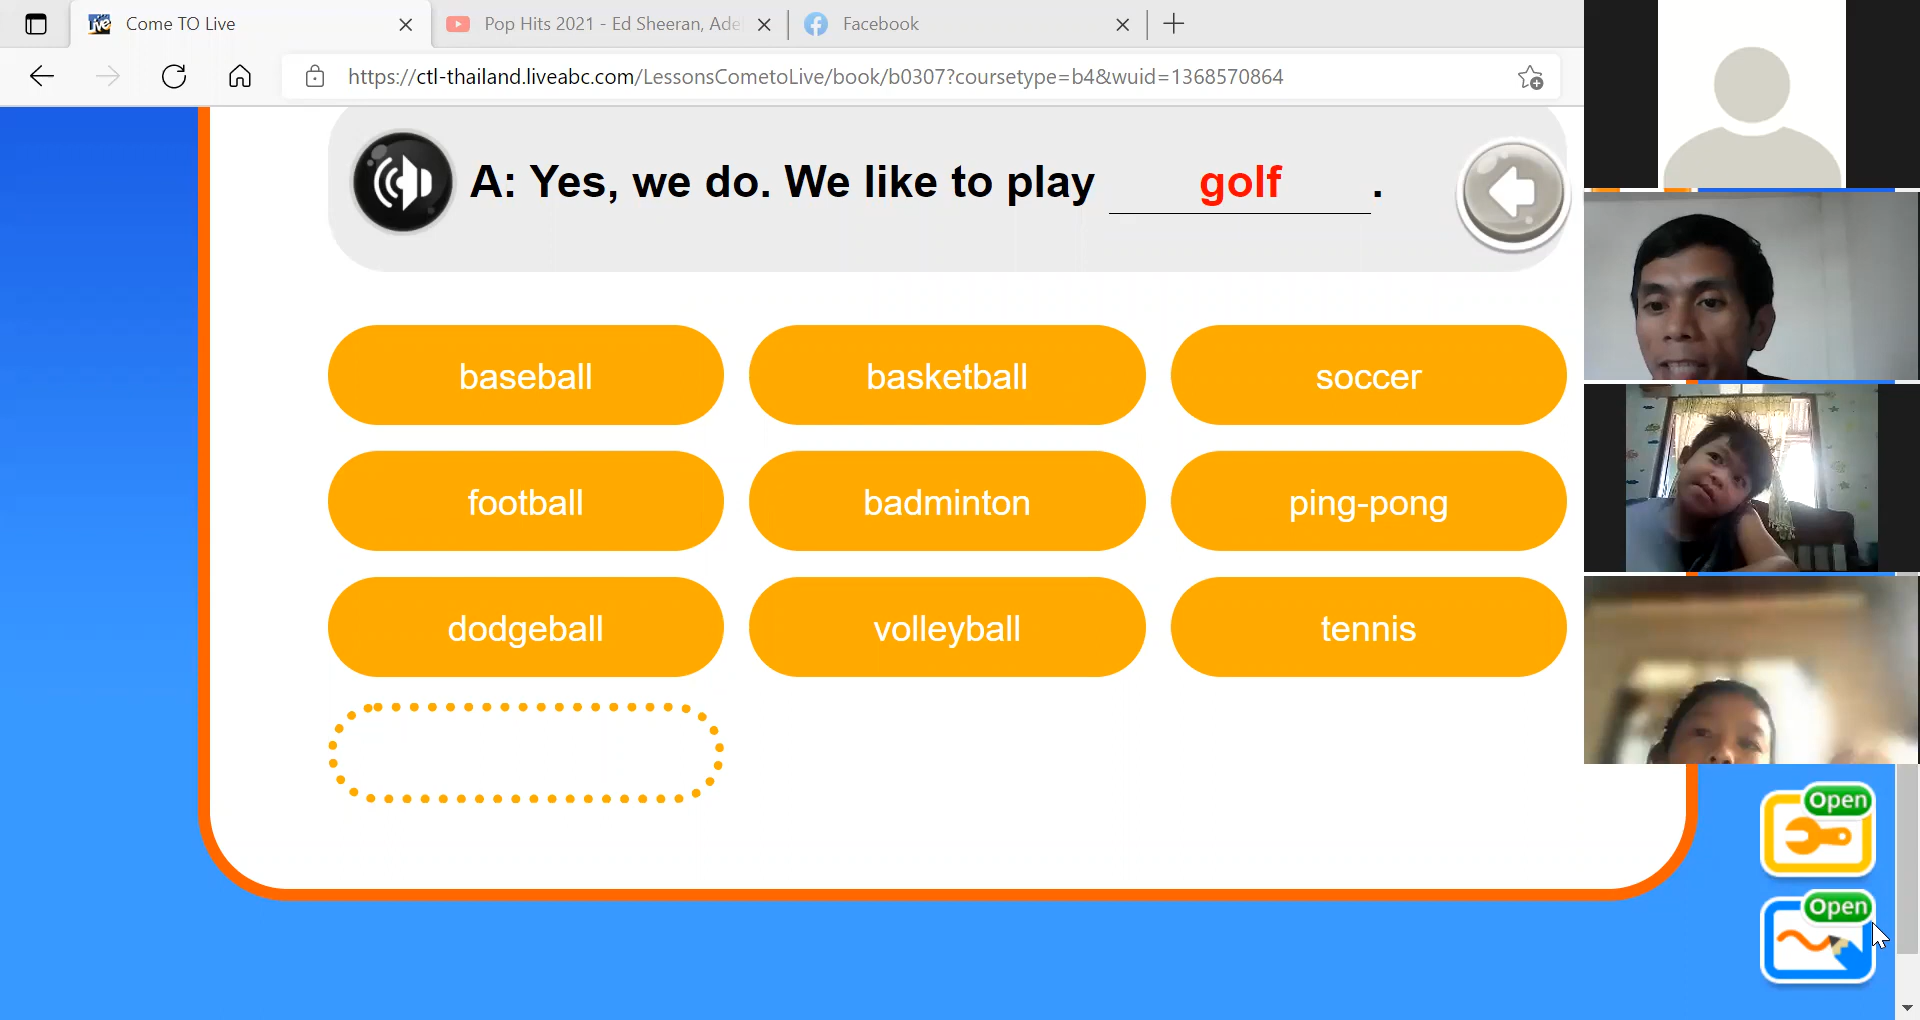 Come TO Live
Pop Hits 2021 - Ed Sheeran, Adel
Facebook
https://ctl-thailand.liveabc.com/LessonsCometoLive/book/b0307?coursetype=b4&wuid=1368570864
A: Yes, we do. We like to play golf .
baseball
basketball
soccer
football
badminton
ping-pong
dodgeball
volleyball
tennis
Open
Open